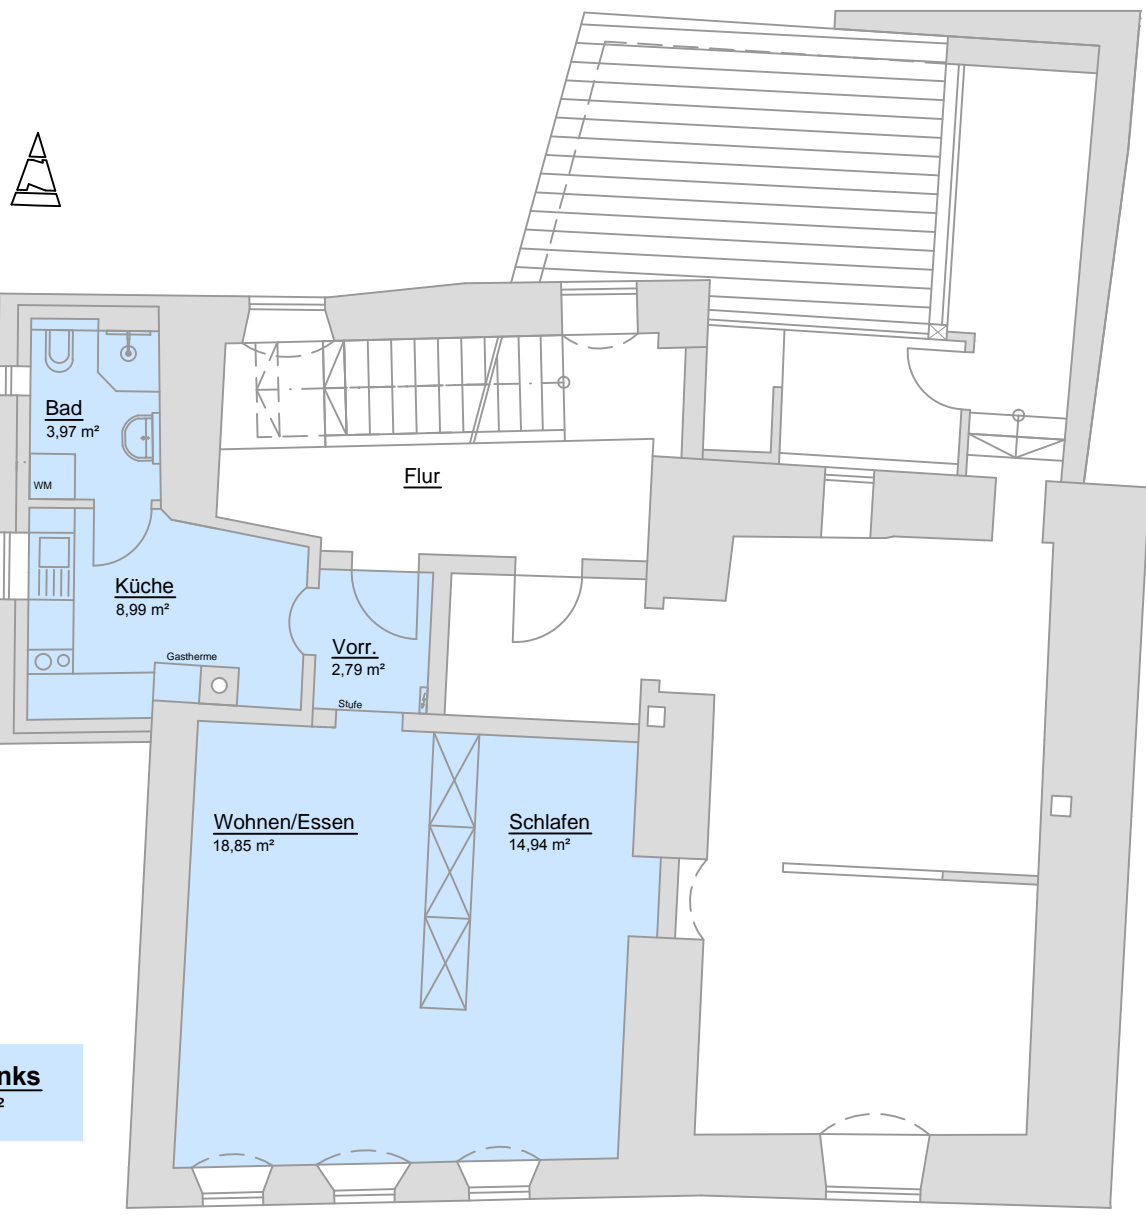 Bad
3,97 m²
WM
Flur
Küche
8,99 m²
Gastherme
Vorr.
2,79 m²
Stufe
Wohnen/Essen
18,85 m²
Schlafen
14,94 m²
nks
²